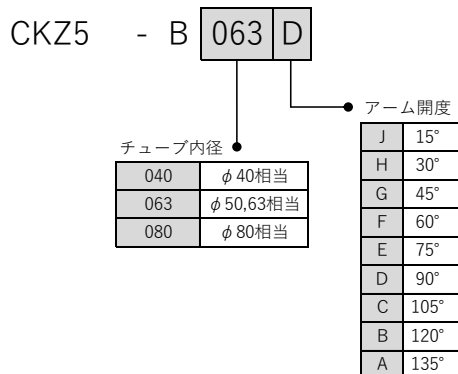 CKZ5 - B 063 D
アーム開度
チューブ内径
J 15°
H 30°
040 φ40相当
G 45°
063 φ50,63相当
F 60°
080 φ80相当
E 75°
D 90°
C 105°
B 120°
A 135°